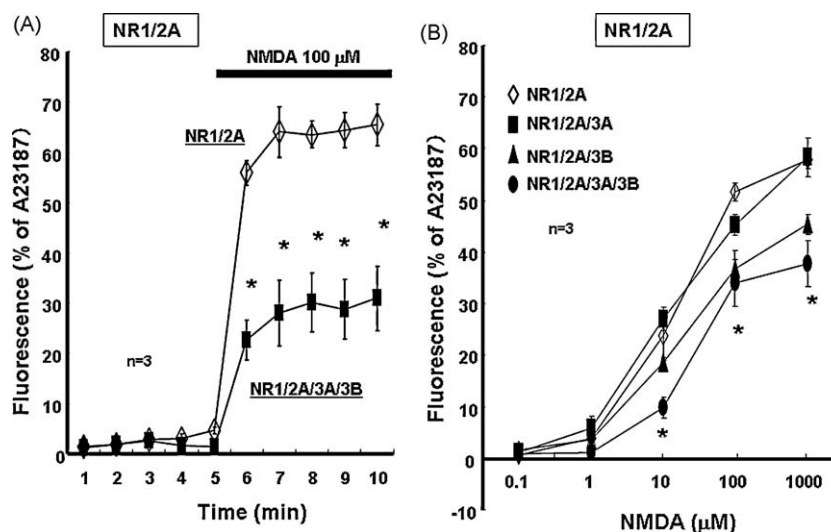 (A)
NR1/2A
NMDA 100 μM
Fluorescence (% of A23187)
80
70
60
50
40
30
20
10
0
NR1/2A
* * * * *
n=3
NR1/2A/3A/3B
1 2 3 4 5 6 7 8 9 10
Time (min)
(B)
NR1/2A
Fluorescence (% of A23187)
80
70
60
50
40
30
20
10
0
-10
NR1/2A
NR1/2A/3A
NR1/2A/3B
NR1/2A/3A/3B
n=3
* * *
0.1 1 10 100 1000
NMDA (μM)